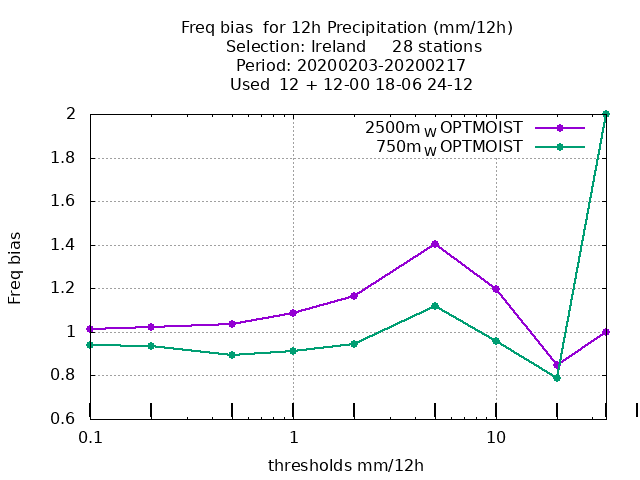 Freq bias  for 12h Precipitation (mm/12h)
Selection: Ireland     28 stations
Period: 20200203-20200217
Used  12 + 12-00 18-06 24-12
2500m W OPTMOIST
750m W OPTMOIST
2
1.8
1.6
1.4
1.2
1
0.8
0.6
Freq bias
0.1 1 10
thresholds mm/12h